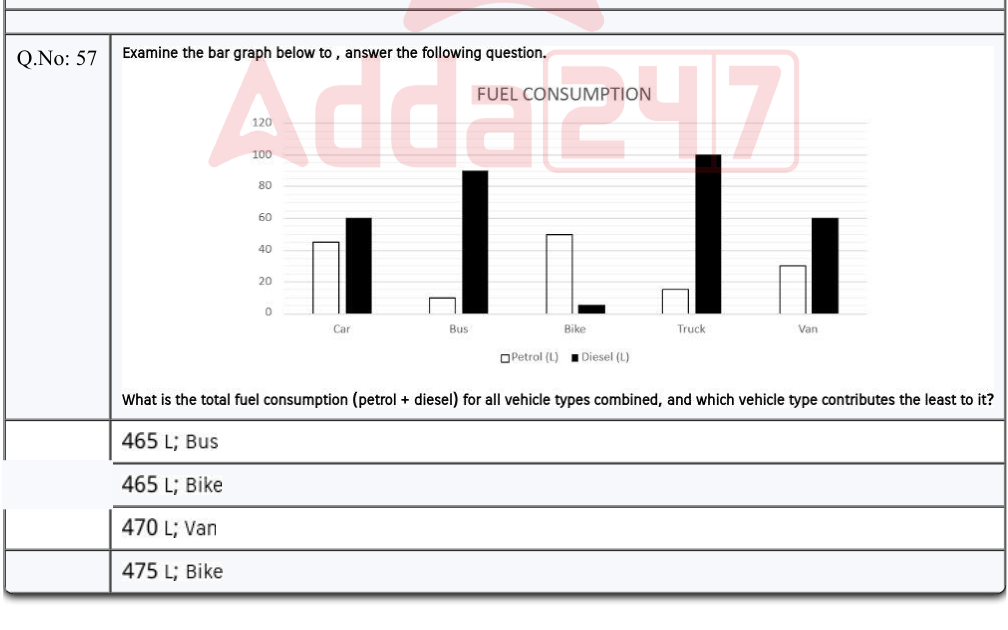 Q.No: 57
Examine the bar graph below to , answer the following question.
Adda247
FUEL CONSUMPTION
120
100
80
60
40
20
0
Car Bus Bike Truck Van
Petrol (L) Diesel (L)
What is the total fuel consumption (petrol + diesel) for all vehicle types combined, and which vehicle type contributes the least to it?
465 L; Bus
465 L; Bike
470 L; Van
475 L; Bike